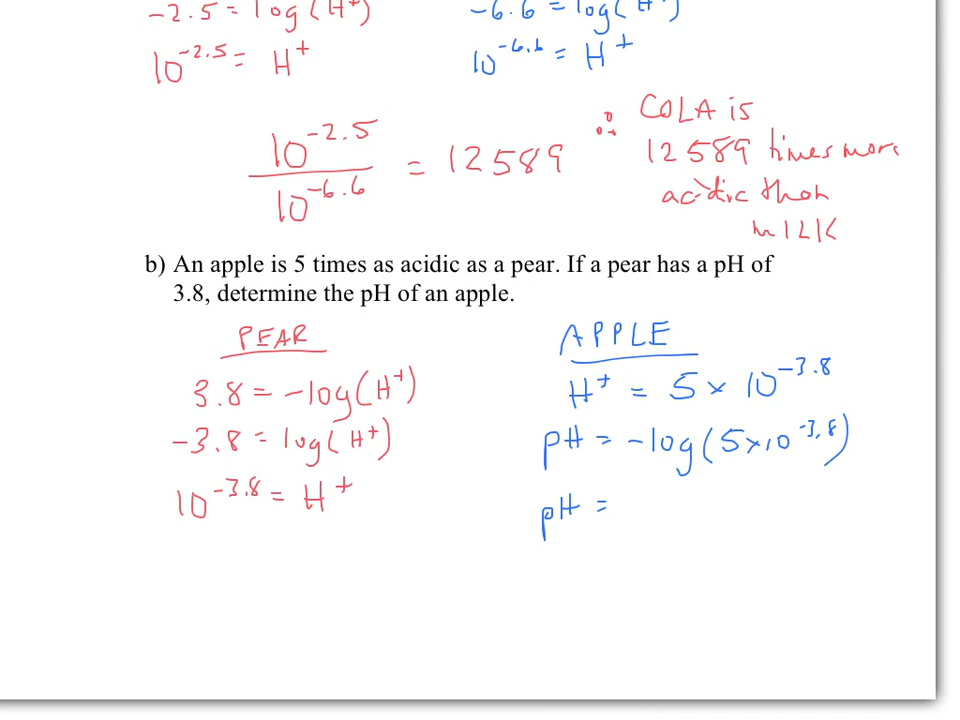 -2.5 = log(H+)
-6.6 = log(H+)
10^-2.5 = H+
10^-6.6 = H+
10^-2.5 / 10^-6.6 = 12589
∴ COLA is
12589 times more
acidic than
MILK
b) An apple is 5 times as acidic as a pear. If a pear has a pH of
3.8, determine the pH of an apple.
PEAR
3.8 = -log(H+)
-3.8 = log(H+)
10^-3.8 = H+
APPLE
H+ = 5 × 10^-3.8
pH = -log(5×10^-3.8)
pH =